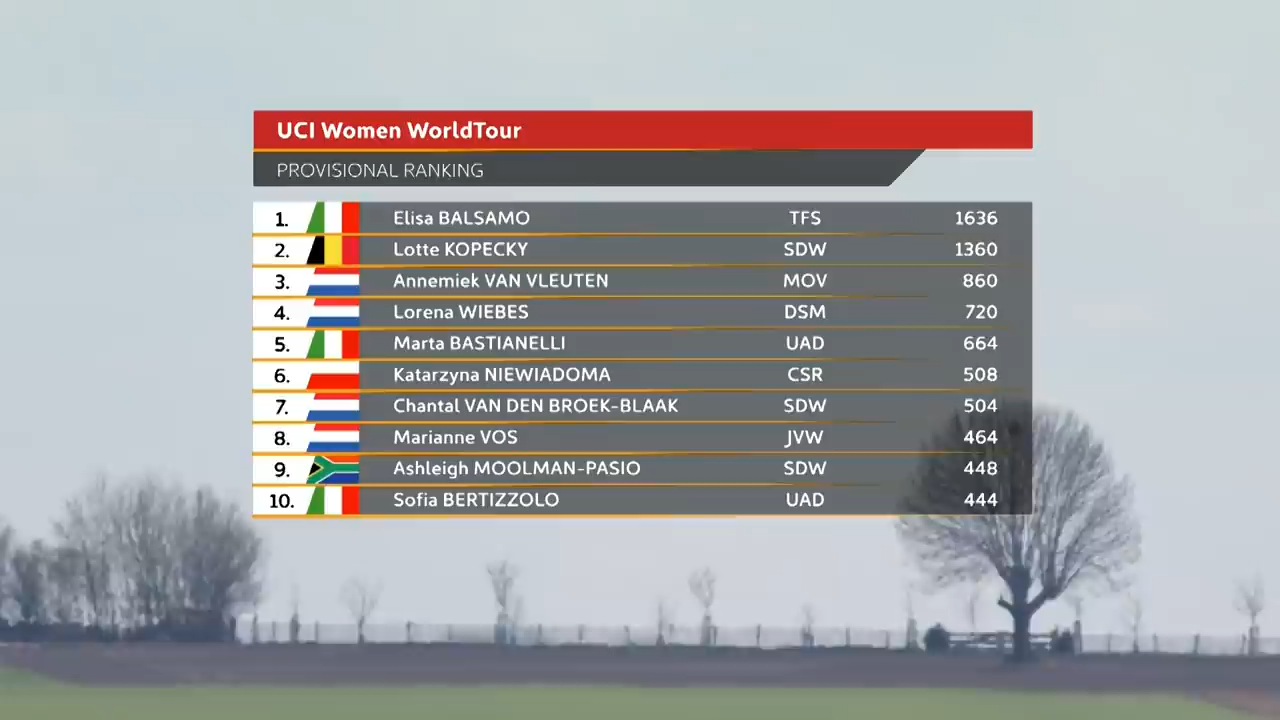 UCI Women WorldTour
PROVISIONAL RANKING
1. Elisa BALSAMO TFS 1636
2. Lotte KOPECKY SDW 1360
3. Annemiek VAN VLEUTEN MOV 860
4. Lorena WIEBES DSM 720
5. Marta BASTIANELLI UAD 664
6. Katarzyna NIEWIADOMA CSR 508
7. Chantal VAN DEN BROEK-BLAAK SDW 504
8. Marianne VOS JVW 464
9. Ashleigh MOOLMAN-PASIO SDW 448
10. Sofia BERTIZZOLO UAD 444